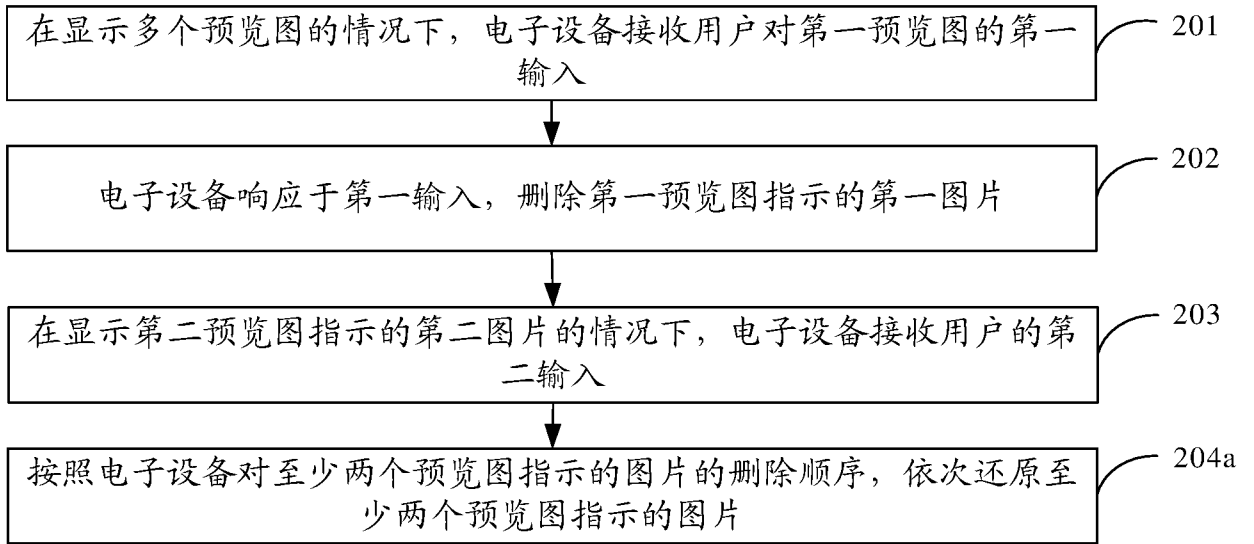 在显示多个预览图的情况下，电子设备接收用户对第一预览图的第一
输入
201
电子设备响应于第一输入，删除第一预览图指示的第一图片
202
在显示第二预览图指示的第二图片的情况下，电子设备接收用户的第
二输入
203
按照电子设备对至少两个预览图指示的图片的删除顺序，依次还原至
少两个预览图指示的图片
204a